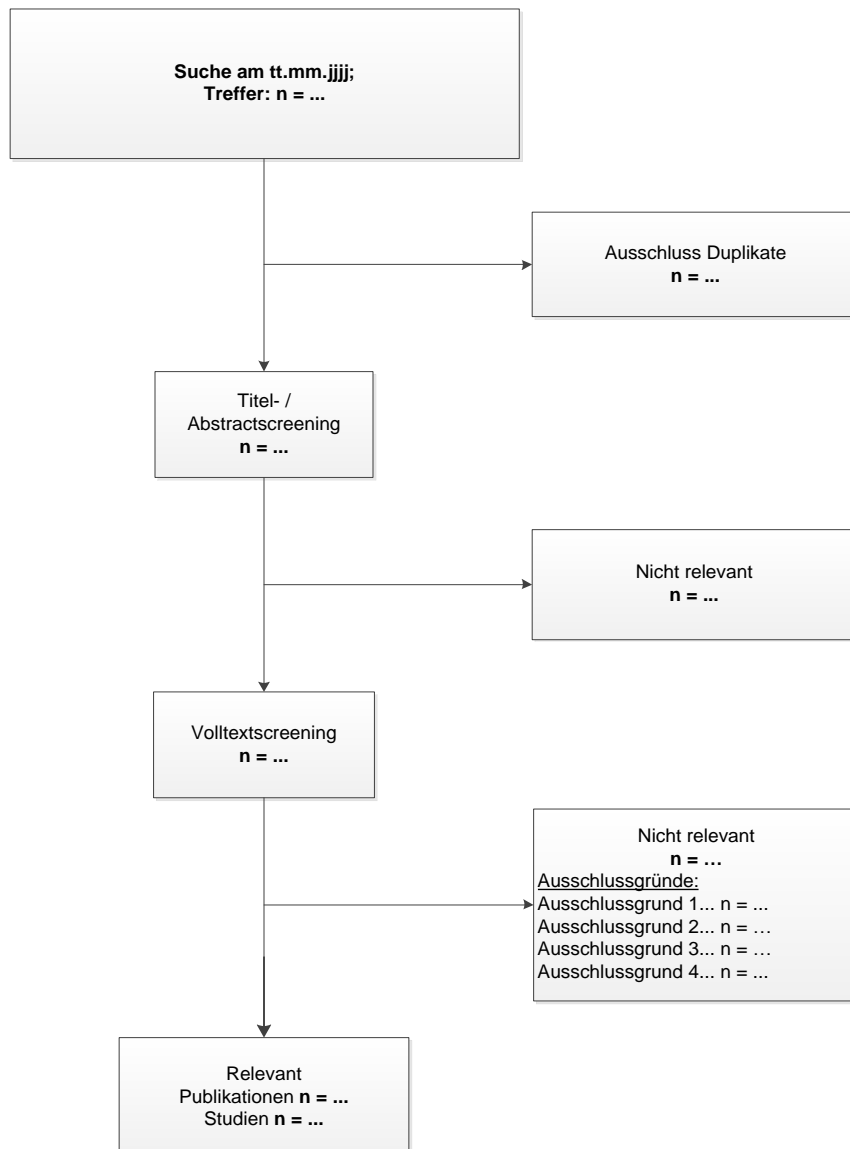 Suche am tt.mm.jjjj;
Treffer: n = ...
Ausschluss Duplikate
n = ...
Titel- /
Abstractscreening
n = ...
Nicht relevant
n = ...
Volltextscreening
n = ...
Nicht relevant
n = …
Ausschlussgründe:
Ausschlussgrund 1... n = ...
Ausschlussgrund 2... n = …
Ausschlussgrund 3... n = …
Ausschlussgrund 4... n = ...
Relevant
Publikationen n = ...
Studien n = ...